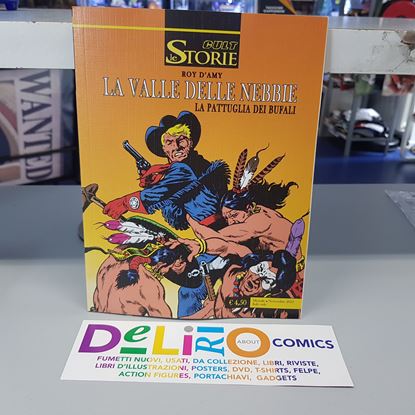 CULT
le STORIE
ROY D'AMY
LA VALLE DELLE NEBBIE
LA PATTUGLIA DEI BUFALI
WANTED
€ 4,50
DeLiRiO ABOUT COMICS
FUMETTI NUOVI, USATI, DA COLLEZIONE, LIBRI, RIVISTE,
LIBRI D'ILLUSTRAZIONI, POSTERS, DVD, T-SHIRTS, FELPE,
ACTION FIGURES, PORTACHIAVI, GADGETS